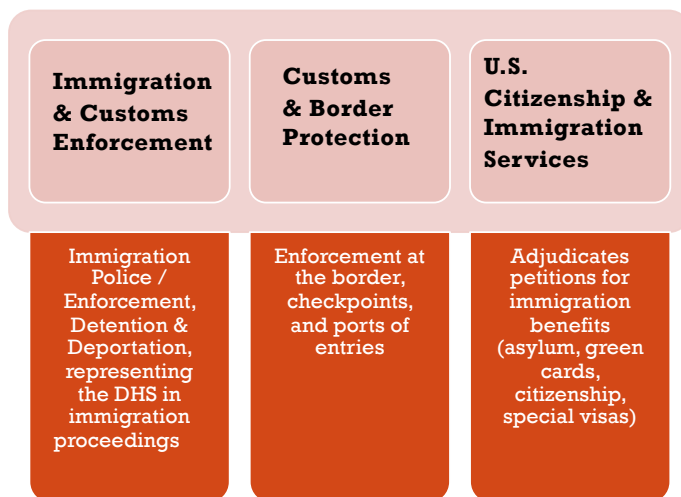 Immigration
& Customs
Enforcement
Customs
& Border
Protection
U.S.
Citizenship &
Immigration
Services
Immigration
Police /
Enforcement,
Detention &
Deportation,
representing
the DHS in
immigration
proceedings
Enforcement at
the border,
checkpoints,
and ports of
entries
Adjudicates
petitions for
immigration
benefits
(asylum, green
cards,
citizenship,
special visas)